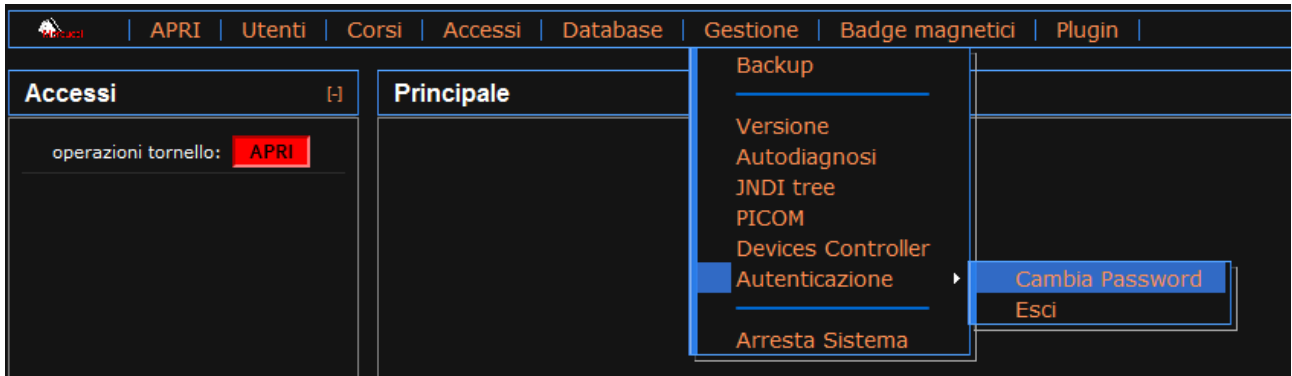 APRI | Utenti | Corsi | Accessi | Database | Gestione | Badge magnetici | Plugin |
Accessi [-]
Principale
operazioni tornello: APRI
Backup
Versione
Autodiagnosi
JNDI tree
PICOM
Devices Controller
Autenticazione
Cambia Password
Esci
Arresta Sistema